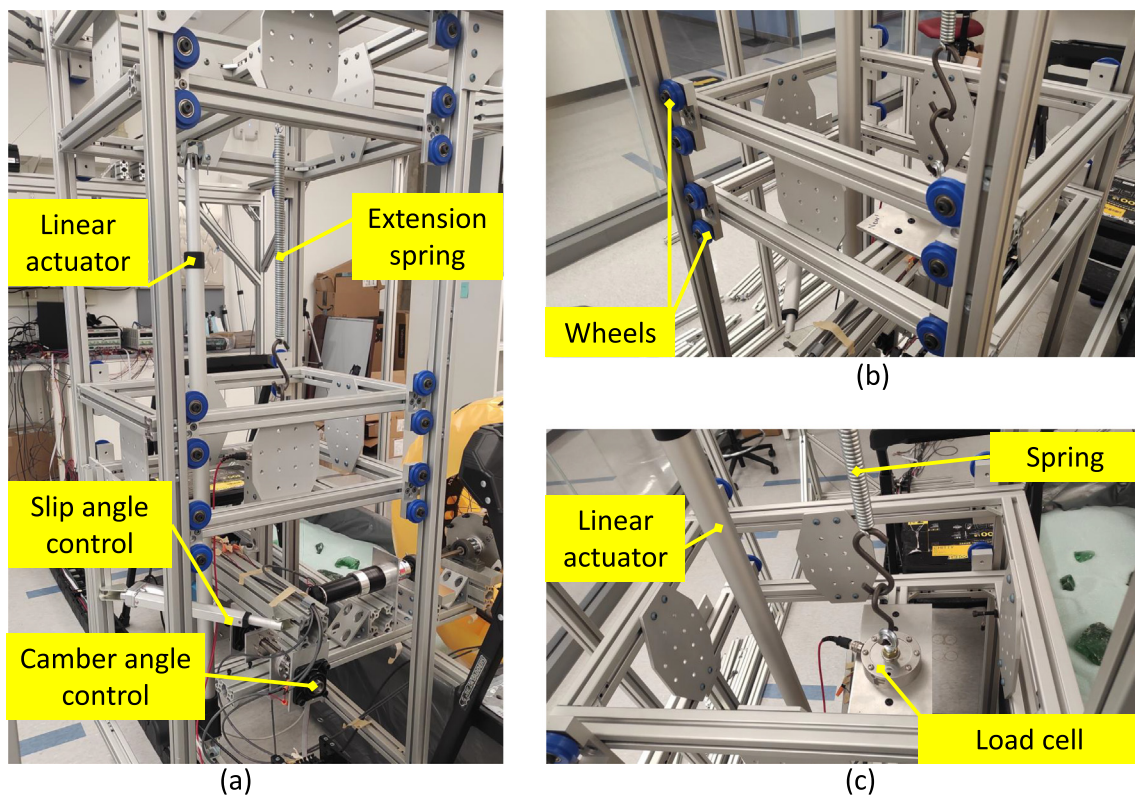 Linear
actuator
Extension
spring
Slip angle
control
Camber angle
control
(a)
Wheels
(b)
Spring
Linear
actuator
Load cell
(c)